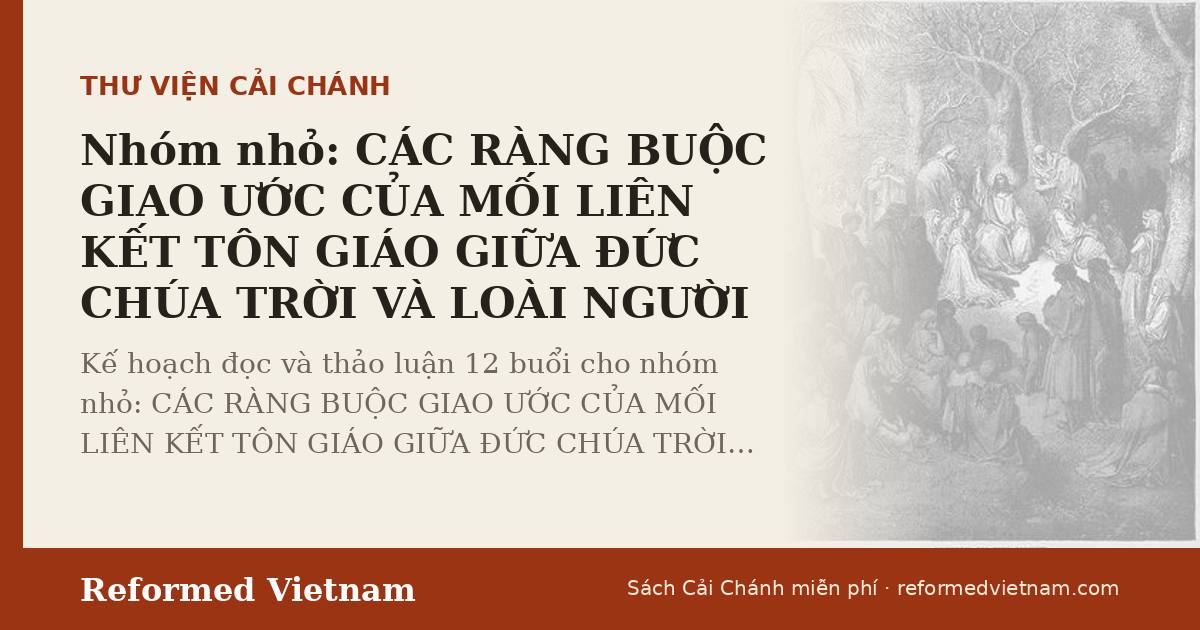 THƯ VIỆN CẢI CHÁNH
Nhóm nhỏ: CÁC RÀNG BUỘC
GIAO ƯỚC CỦA MỐI LIÊN
KẾT TÔN GIÁO GIỮA ĐỨC
CHÚA TRỜI VÀ LOÀI NGƯỜI
Kế hoạch đọc và thảo luận 12 buổi cho nhóm
nhỏ: CÁC RÀNG BUỘC GIAO ƯỚC CỦA MỐI
LIÊN KẾT TÔN GIÁO GIỮA ĐỨC CHÚA TRỜI...
Reformed Vietnam
Sách Cải Chánh miễn phí · reformedvietnam.com